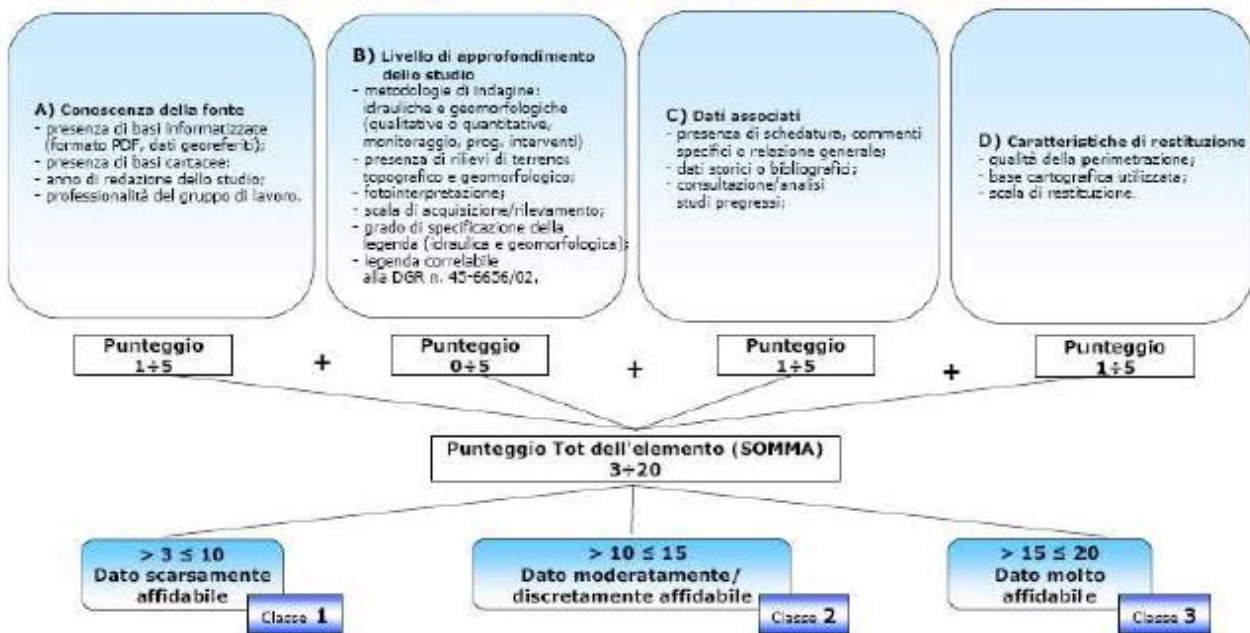 A) Conoscenza della fonte
- presenza di basi informatizzate
(formato PDF, dati georeferiti);
- presenza di basi cartacee;
- anno di redazione dello studio;
- professionalità del gruppo di lavoro.
B) Livello di approfondimento
dello studio
- metodologie di indagine:
idrauliche e geomorfologiche
(qualitative o quantitative,
monitoraggio, prog. interventi)
- presenza di rilievi di terreno:
topografico e geomorfologico;
- fotointerpretazione;
- scala di acquisizione/rilevamento;
- grado di specificazione della
legenda (idraulica e geomorfologica);
- legenda correlabile
alla DGR n. 45-6656/02.
C) Dati associati
- presenza di schedatura, commenti
specifici o relazione generale;
- dati storici o bibliografici;
- consultazione/analisi
studi pregressi;
D) Caratteristiche di restituzione
- qualità della perimetrazione;
- base cartografica utilizzata;
- scala di restituzione.
Punteggio
1÷5
+
Punteggio
0÷5
+
Punteggio
1÷5
+
Punteggio
1÷5
Punteggio Tot dell'elemento (SOMMA)
3÷20
> 3 ≤ 10
Dato scarsamente
affidabile
Classe 1
> 10 ≤ 15
Dato moderatamente/
discretamente affidabile
Classe 2
> 15 ≤ 20
Dato molto
affidabile
Classe 3